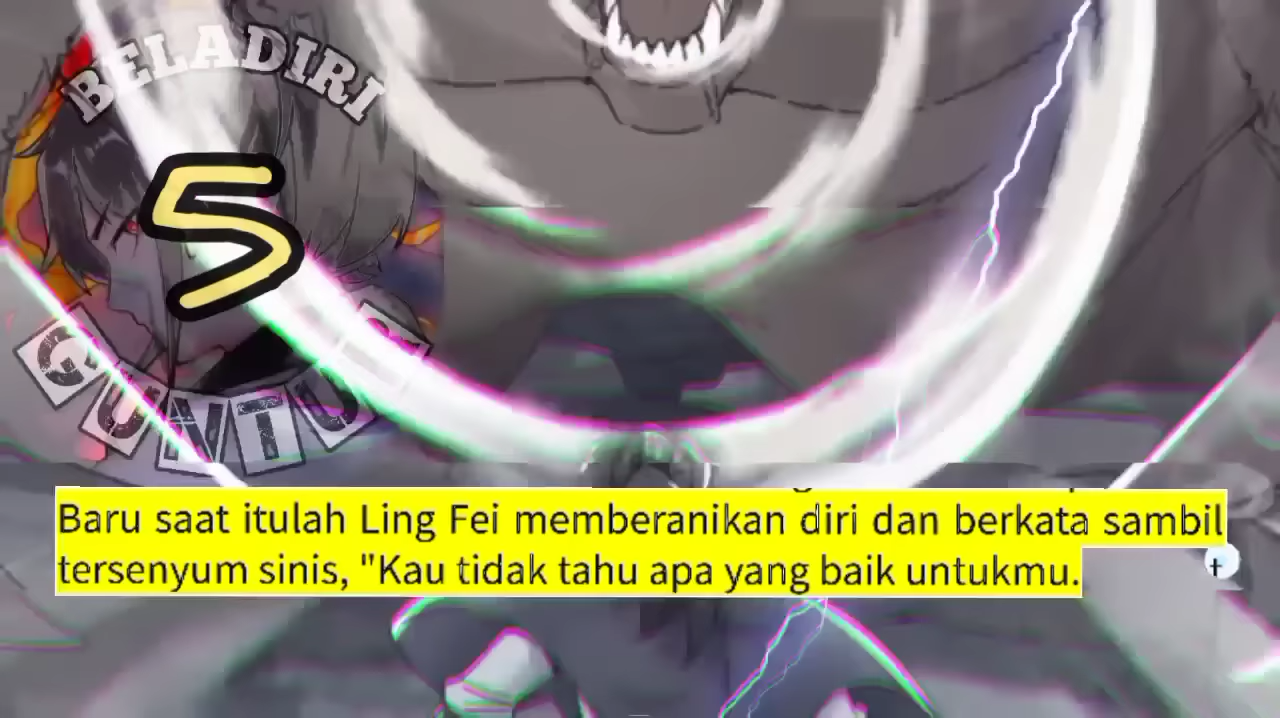 BELADIRI
5
GUNTUR
Baru saat itulah Ling Fei memberanikan diri dan berkata sambil
tersenyum sinis, "Kau tidak tahu apa yang baik untukmu.
t